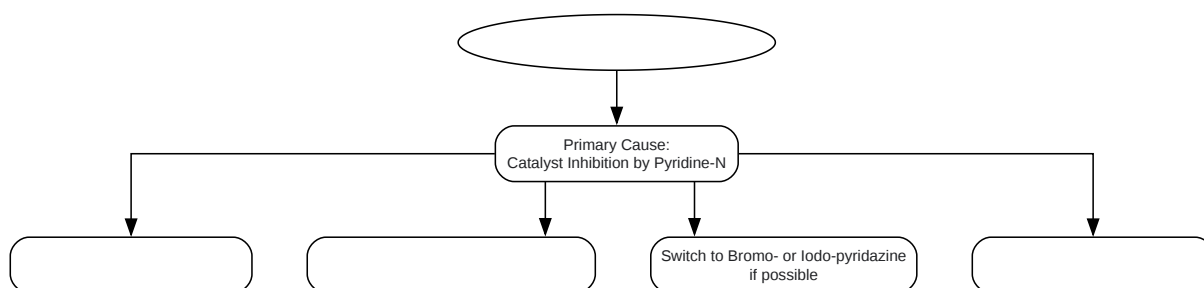 Primary Cause:
Catalyst Inhibition by Pyridine-N
Switch to Bromo- or Iodo-pyridazine
if possible